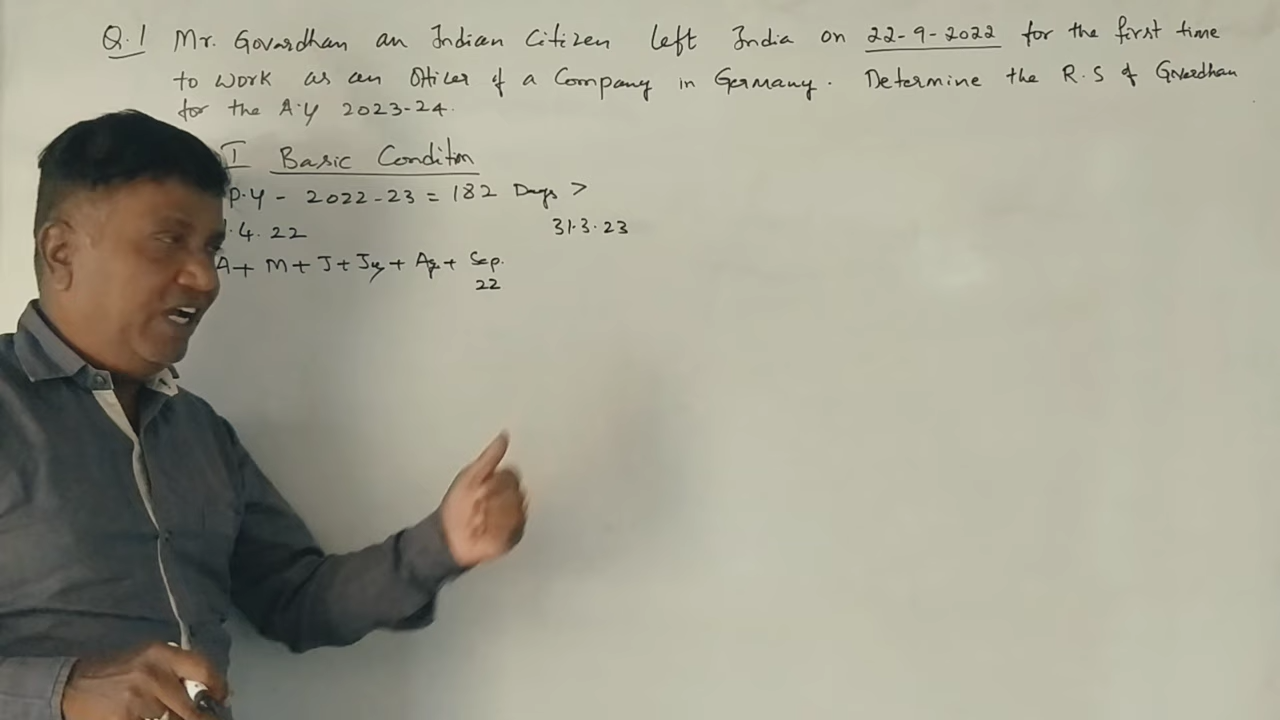 Q.1 Mr. Govardhan an Indian Citizen left India on 22-9-2022 for the first time
to work as an Officer of a Company in Germany. Determine the R.S of Govardhan
for the A.Y 2023-24.
I Basic Condition
P.Y - 2022-23 = 182 Days >
.4.22 31.3.23
A+ M+ J+ Jy + Ag + Sep.
22